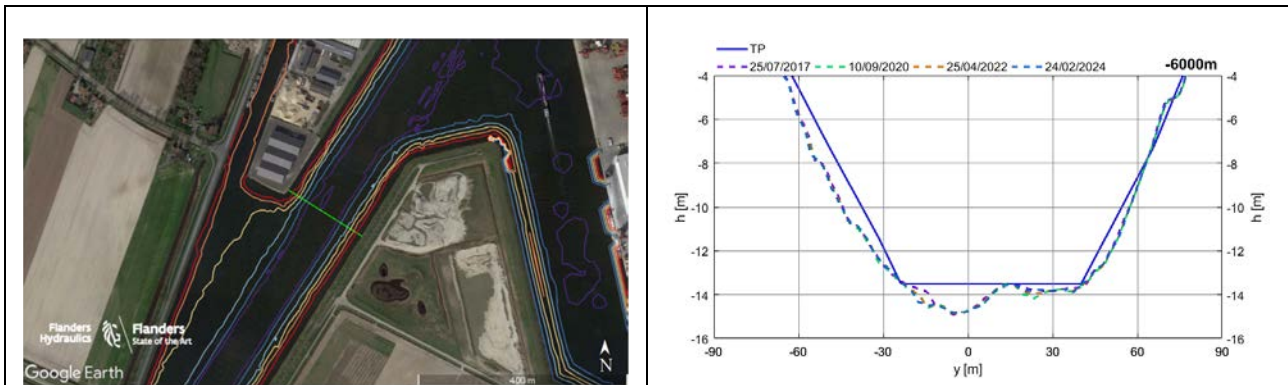 Flanders
Hydraulics
Flanders
State of the Art
Google Earth
400 m
N
TP
25/07/2017 10/09/2020 25/04/2022 24/02/2024
-6000m
h [m]
-4
-6
-8
-10
-12
-14
-16
-4
-6
-8
-10
-12
-14
-16
h [m]
-90 -60 -30 0 30 60 90
y [m]